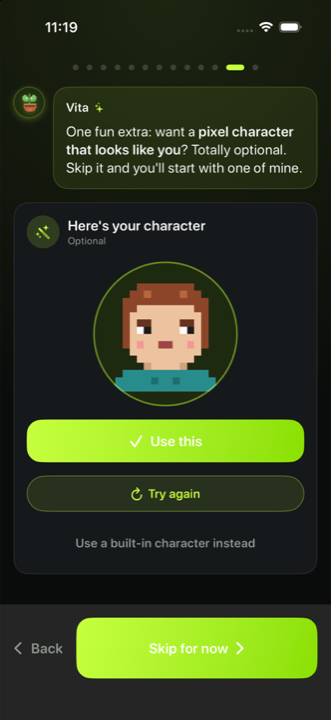 11:19
Vita
One fun extra: want a pixel character
that looks like you? Totally optional.
Skip it and you'll start with one of mine.
Here's your character
Optional
Use this
Try again
Use a built-in character instead
Back
Skip for now